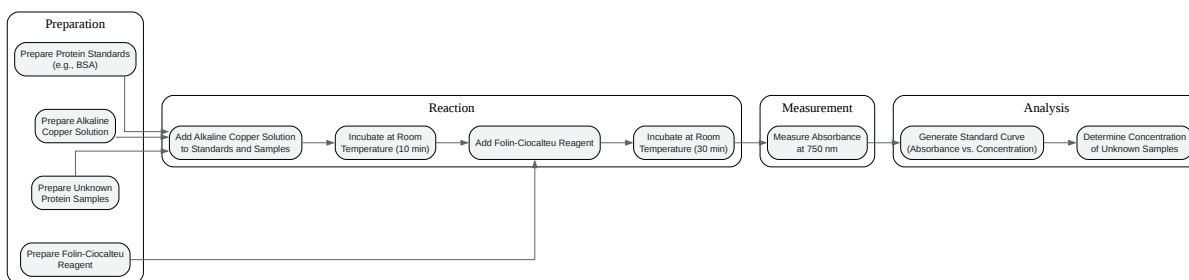 Preparation
Prepare Protein Standards
(e.g., BSA)
Prepare Alkaline
Copper Solution
Prepare Unknown
Protein Samples
Prepare Folin-Ciocalteu
Reagent
Reaction
Add Alkaline Copper Solution
to Standards and Samples
Incubate at Room
Temperature (10 min)
Add Folin-Ciocalteu Reagent
Incubate at Room
Temperature (30 min)
Measurement
Measure Absorbance
at 750 nm
Analysis
Generate Standard Curve
(Absorbance vs. Concentration)
Determine Concentration
of Unknown Samples